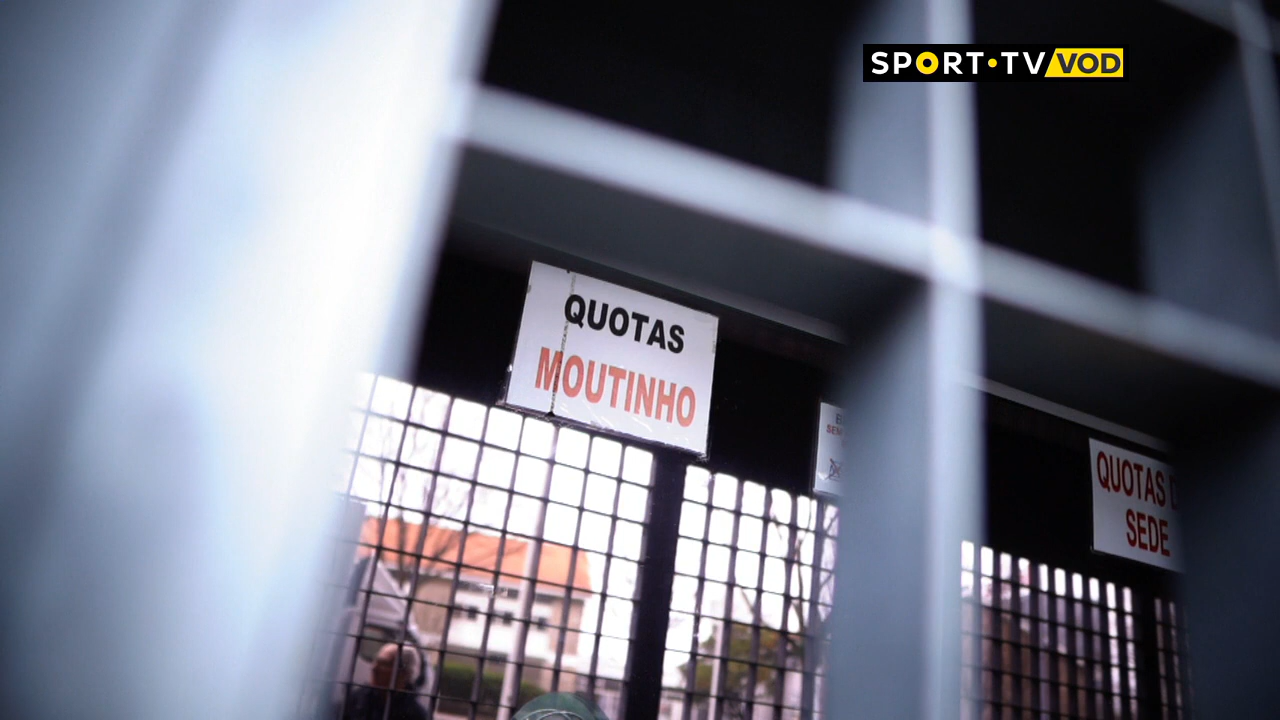 SPORT•TV VOD
QUOTAS
MOUTINHO
QUOTAS
SEDE